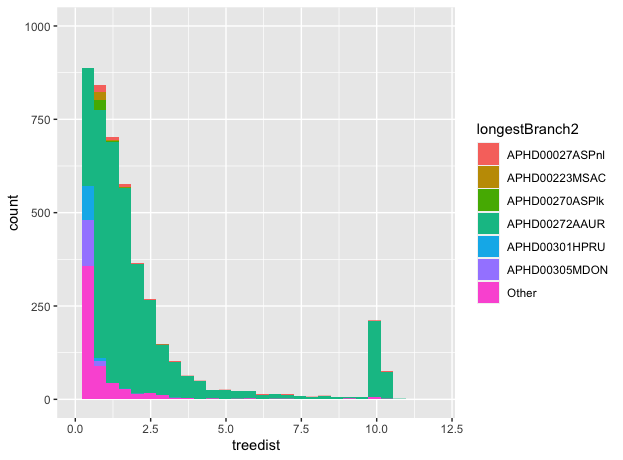 1000
750
500
250
0
count
0.0
2.5
5.0
7.5
10.0
12.5
treedist
longestBranch2
APHD00027ASPnl
APHD00223MSAC
APHD00270ASPlk
APHD00272AAUR
APHD00301HPRU
APHD00305MDON
Other